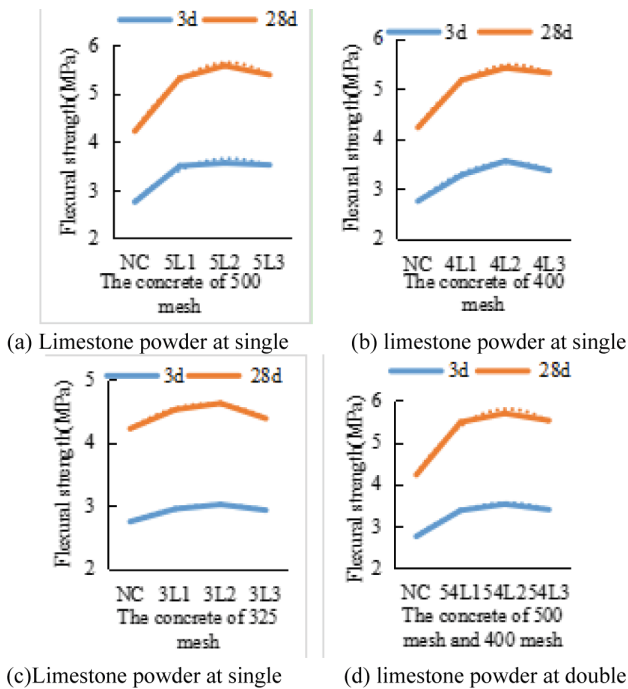 3d 28d
Flexural strength(MPa)
6
5
4
3
2
NC 5L1 5L2 5L3
The concrete of 500
mesh
(a) Limestone powder at single
3d 28d
Flexural strength(MPa)
6
5
4
3
2
NC 4L1 4L2 4L3
The concrete of 400
mesh
(b) limestone powder at single
3d 28d
Flexural strength(MPa)
5
4
3
2
NC 3L1 3L2 3L3
The concrete of 325
mesh
(c)Limestone powder at single
3d 28d
Flexural strength(MPa)
6
5
4
3
2
NC 54L1 54L2 54L3
The concrete of 500
mesh and 400 mesh
(d) limestone powder at double